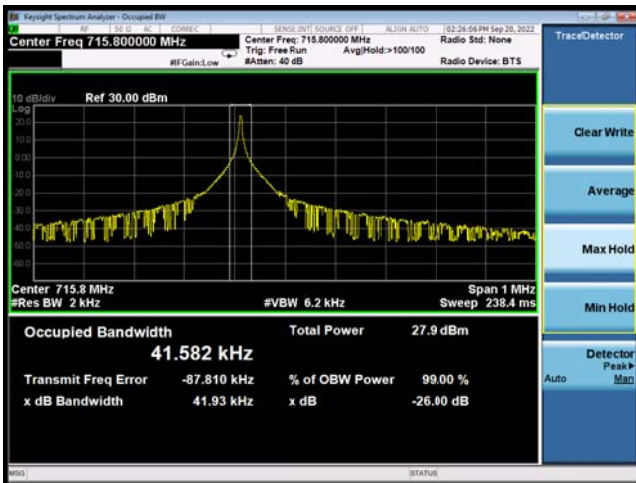 Keysight Spectrum Analyzer - Occupied BW
RF 50 Ω AC CORREC SENSE:INT SOURCE OFF ALIGN AUTO 02:26:06 PM Sep 20, 2022
Center Freq 715.800000 MHz
Center Freq: 715.800000 MHz
Radio Std: None
Trig: Free Run Avg|Hold:>100/100
#IFGain:Low
#Atten: 40 dB
Radio Device: BTS
Trace/Detector
10 dB/div Ref 30.00 dBm
Log
20.0
10.0
0.00
10.0
20.0
30.0
40.0
50.0
60.0
Clear Write
Average
Max Hold
Min Hold
Detector
Peak▶
Auto Man
Center 715.8 MHz
Span 1 MHz
#Res BW 2 kHz
#VBW 6.2 kHz
Sweep 238.4 ms
Occupied Bandwidth
41.582 kHz
Total Power 27.9 dBm
Transmit Freq Error -87.810 kHz
% of OBW Power 99.00 %
x dB Bandwidth 41.93 kHz
x dB -26.00 dB
MSG
STATUS